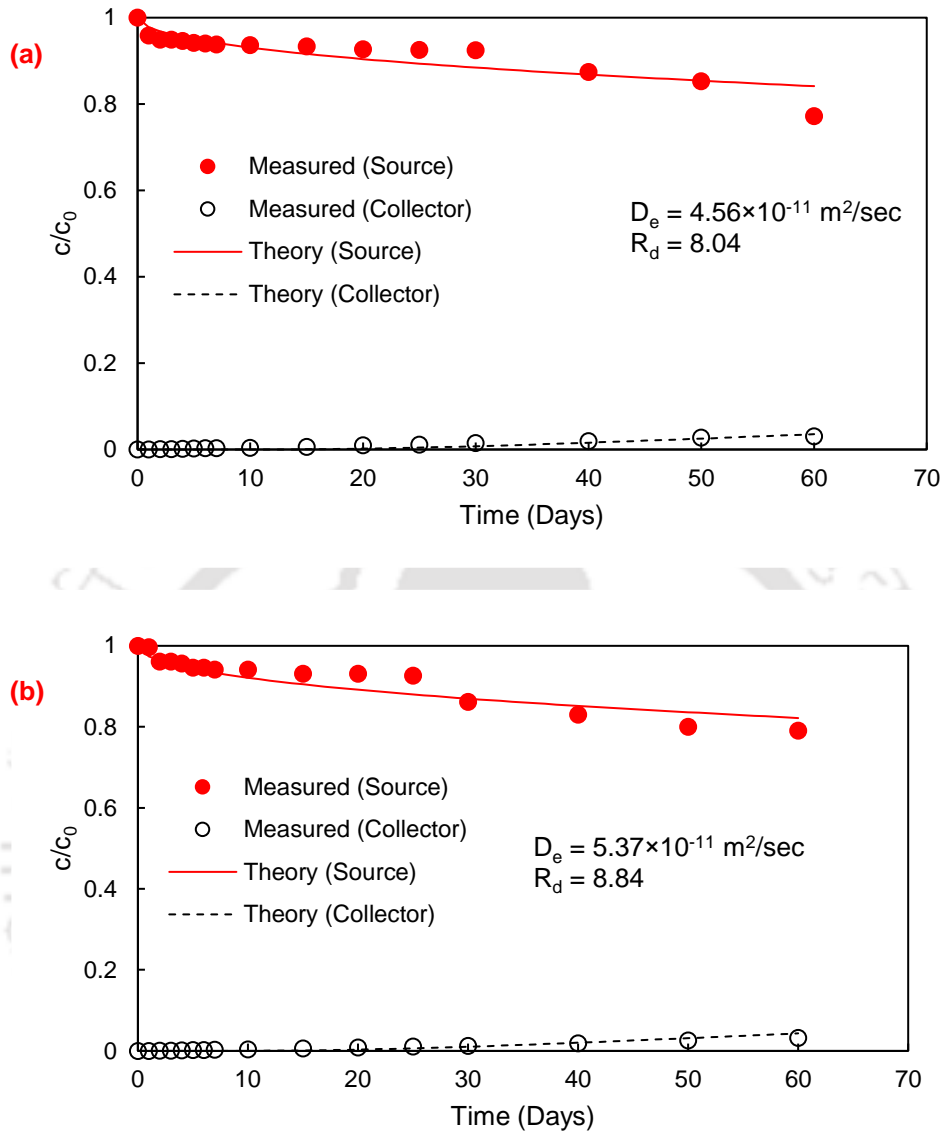 (a)
1
0.8
0.6
0.4
0.2
0
c/c0
Measured (Source)
Measured (Collector)
Theory (Source)
Theory (Collector)
De = 4.56×10-11 m2/sec
Rd = 8.04
0 10 20 30 40 50 60 70
Time (Days)
(b)
1
0.8
0.6
0.4
0.2
0
c/c0
Measured (Source)
Measured (Collector)
Theory (Source)
Theory (Collector)
De = 5.37×10-11 m2/sec
Rd = 8.84
0 10 20 30 40 50 60 70
Time (Days)